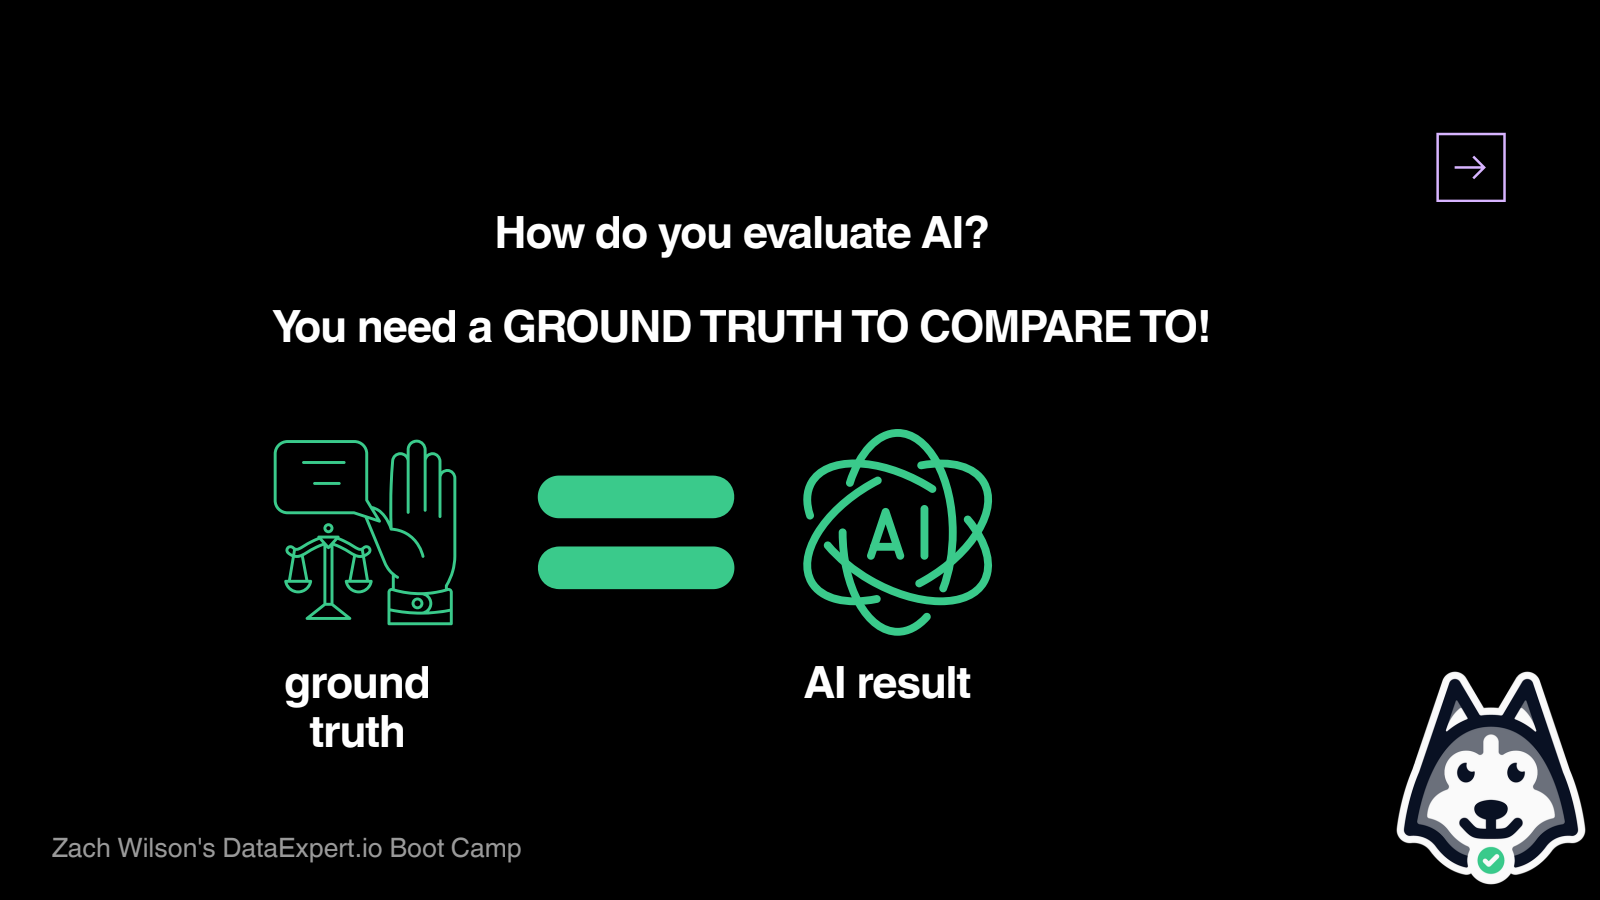 How do you evaluate AI?
You need a GROUND TRUTH TO COMPARE TO!
AI
ground
truth
AI result
Zach Wilson's DataExpert.io Boot Camp